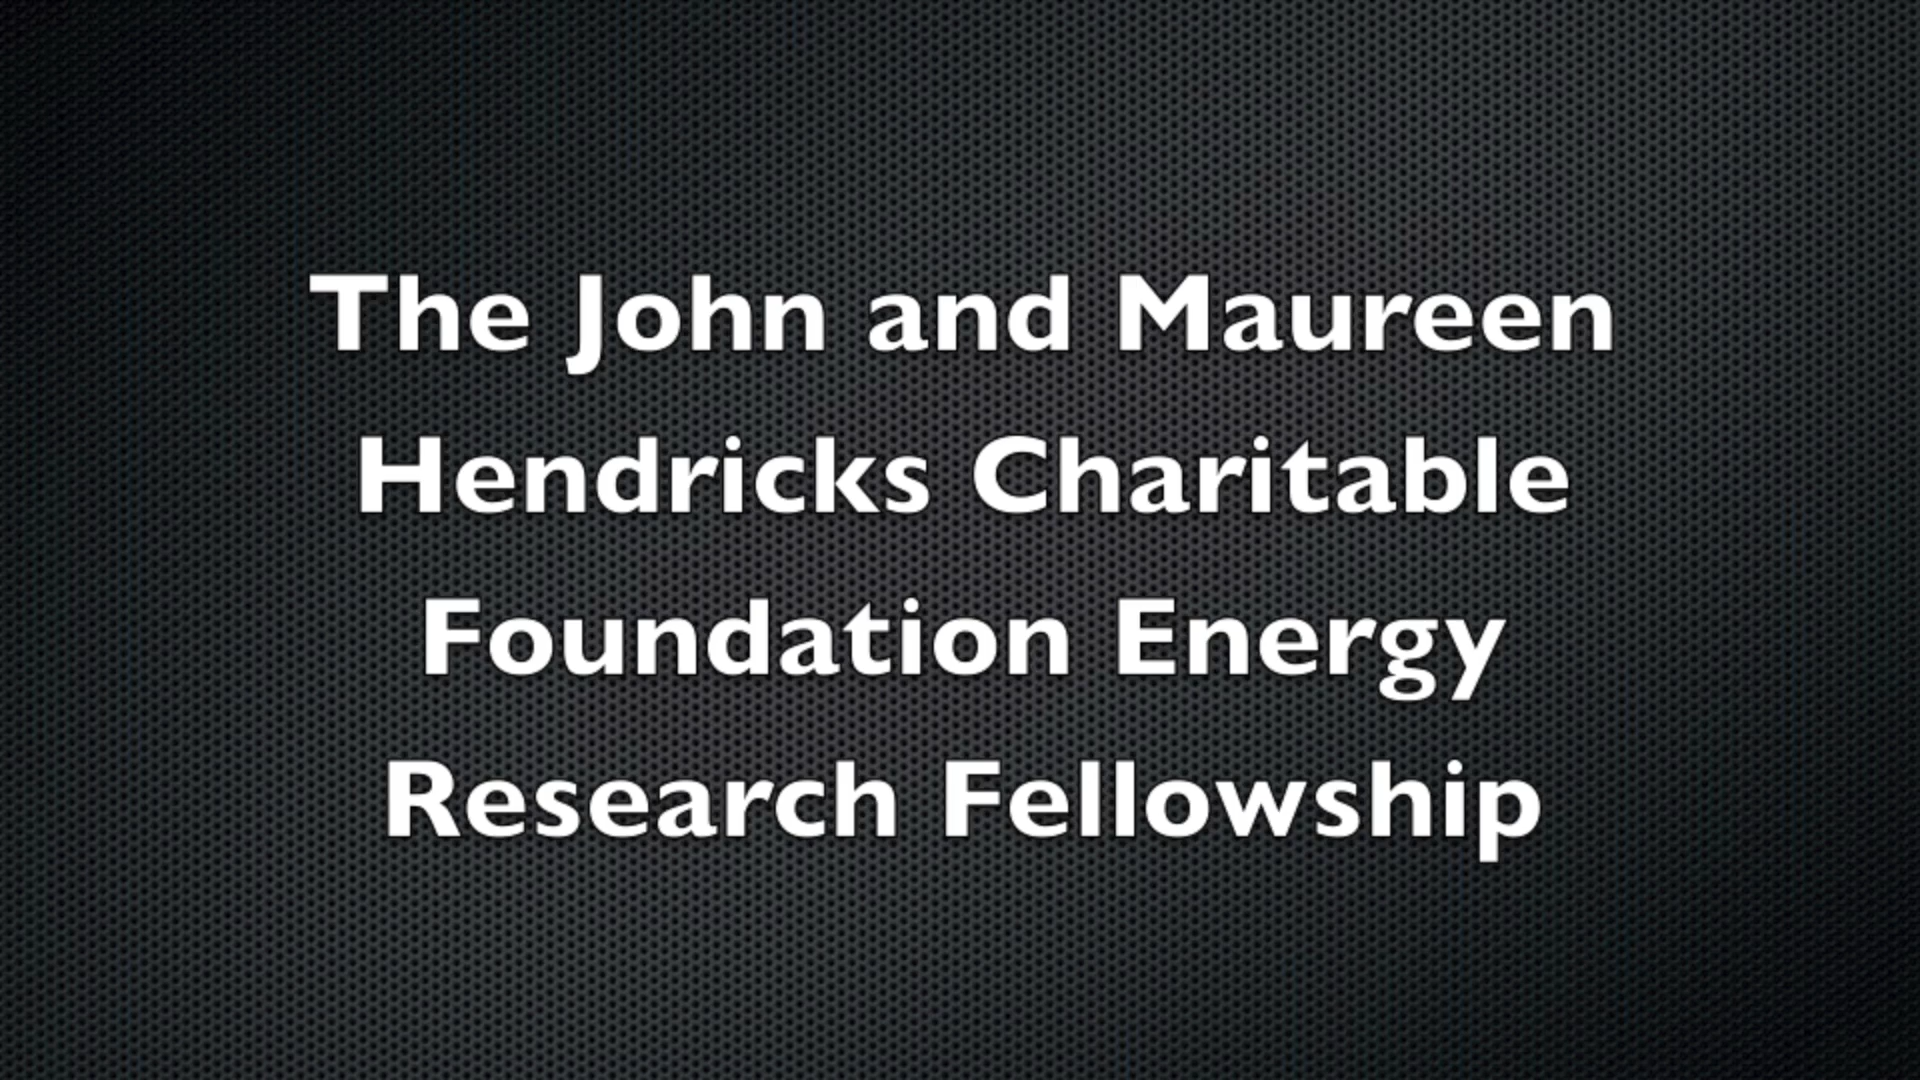 The John and Maureen
Hendricks Charitable
Foundation Energy
Research Fellowship